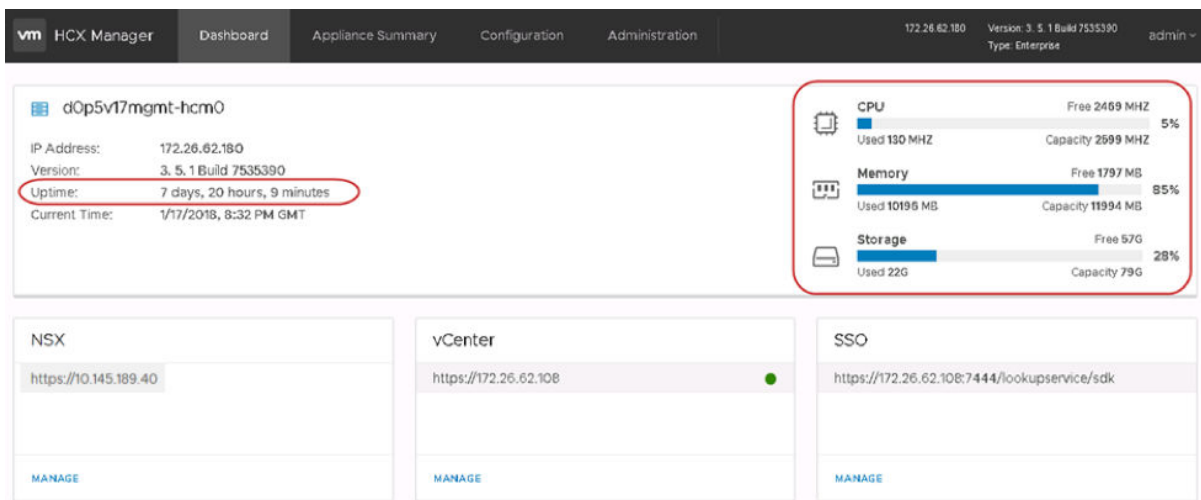 vm HCX Manager Dashboard Appliance Summary Configuration Administration 172.26.62.180 Version: 3. 5. 1 Build 7535390 admin
Type: Enterprise
d0p5v17mgmt-hcm0
IP Address: 172.26.62.180
Version: 3. 5. 1 Build 7535390
Uptime: 7 days, 20 hours, 9 minutes
Current Time: 1/17/2018, 8:32 PM GMT
CPU Free 2469 MHZ
5%
Used 130 MHZ Capacity 2599 MHZ
Memory Free 1797 MB
85%
Used 10196 MB Capacity 11994 MB
Storage Free 57G
28%
Used 22G Capacity 79G
NSX
https://10.145.189.40
MANAGE
vCenter
https://172.26.62.108
MANAGE
SSO
https://172.26.62.108:7444/lookupservice/sdk
MANAGE